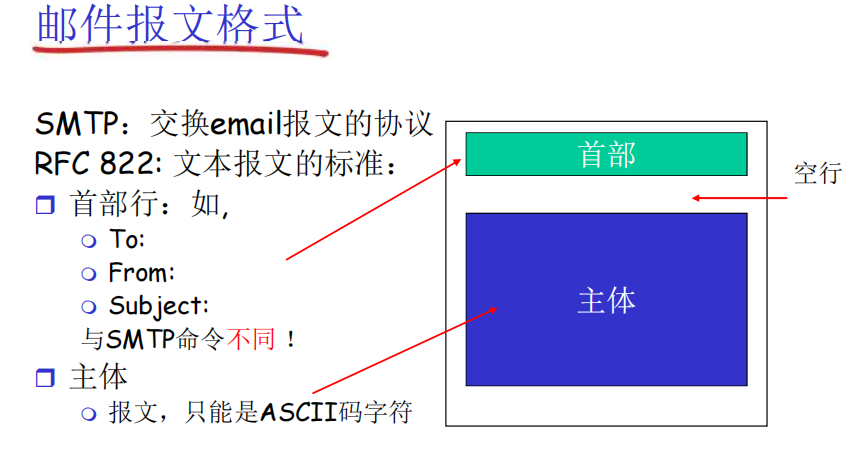 邮件报文格式
SMTP：交换email报文的协议
RFC 822: 文本报文的标准：
首部行：如,
To:
From:
Subject:
与SMTP命令不同！
主体
报文，只能是ASCII码字符
首部
空行
主体